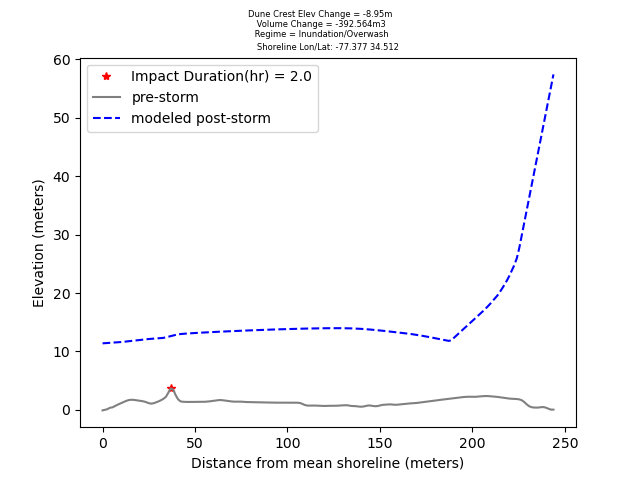 Dune Crest Elev Change = -8.95m
Volume Change = -392.564m3
Regime = Inundation/Overwash
Shoreline Lon/Lat: -77.377 34.512
60
50
40
30
20
10
0
Elevation (meters)
Impact Duration(hr) = 2.0
pre-storm
modeled post-storm
0 50 100 150 200 250
Distance from mean shoreline (meters)